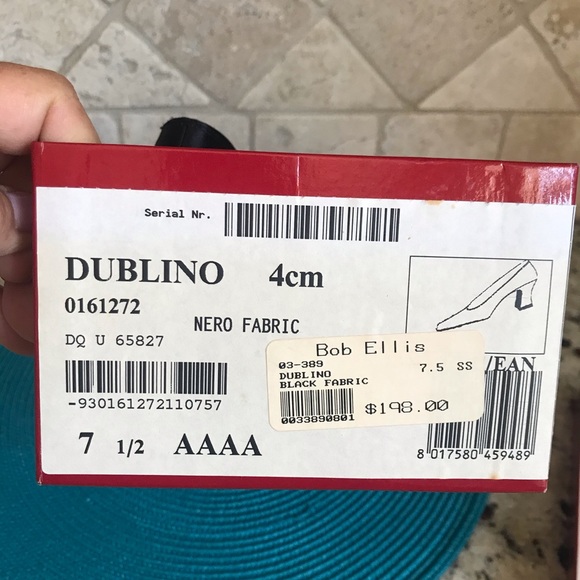 Serial Nr.
DUBLINO 4cm
0161272
NERO FABRIC
DQ U 65827
-930161272110757
7 1/2 AAAA
Bob Ellis
03-389 7.5 SS
DUBLINO
BLACK FABRIC
0033890801 $198.00
/EAN
8 017580 459489